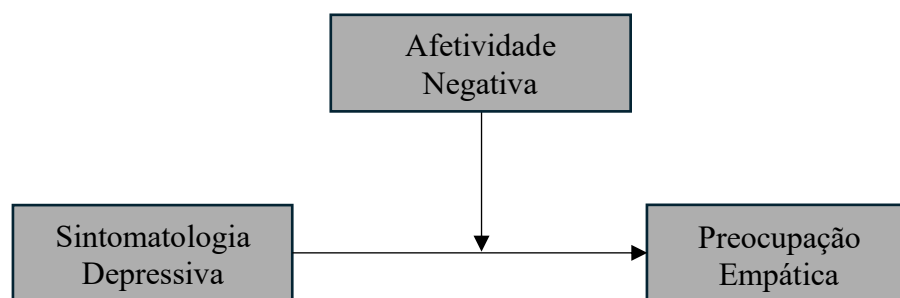 Afetividade
Negativa
Sintomatologia
Depressiva
Preocupação
Empática